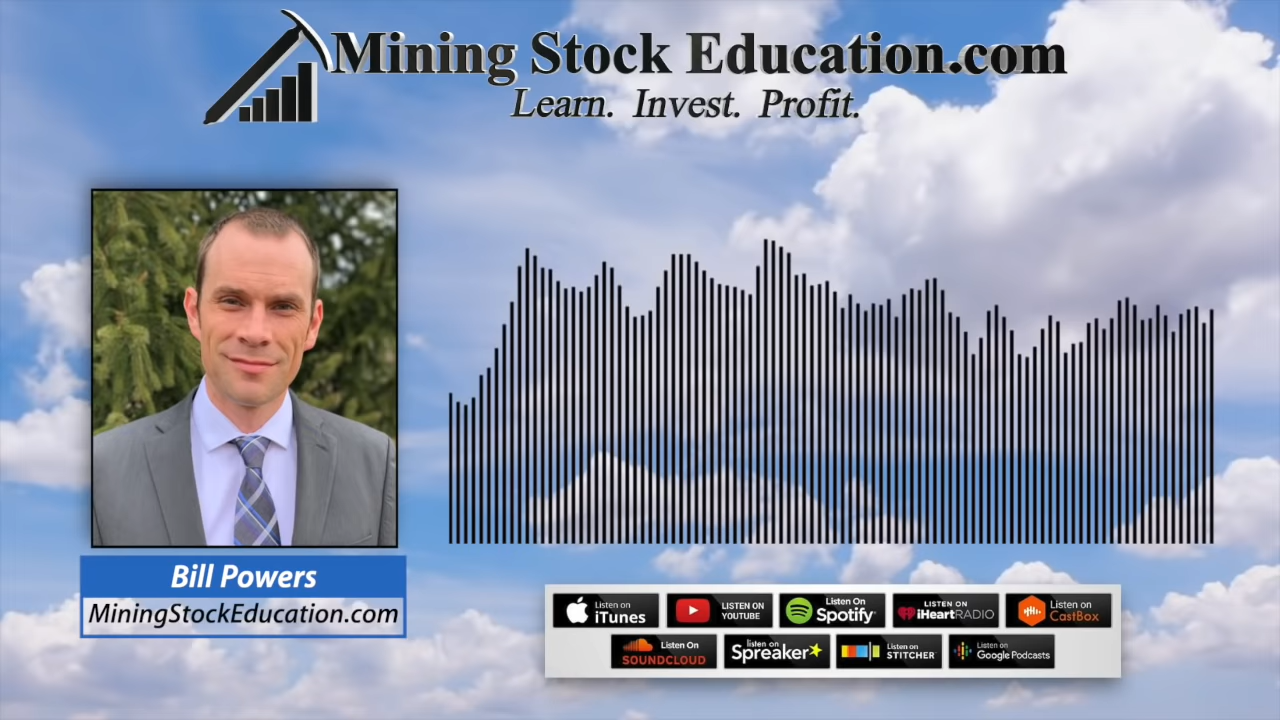 Mining Stock Education.com
Learn. Invest. Profit.
Bill Powers
MiningStockEducation.com
Listen on
iTunes
LISTEN ON
YOUTUBE
Listen On
Spotify
LISTEN ON
iHeartRADIO
Listen on
CastBox
Listen On
SOUNDCLOUD
listen on
Spreaker
Listen on
STITCHER
Listen on
Google Podcasts